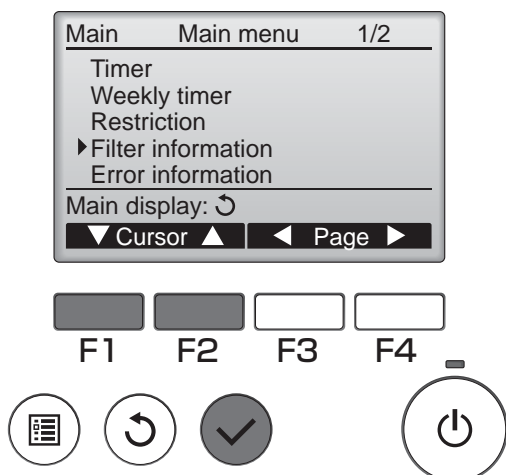 Main Main menu 1/2
Timer
Weekly timer
Restriction
Filter information
Error information
Main display:
Cursor Page
F1 F2 F3 F4